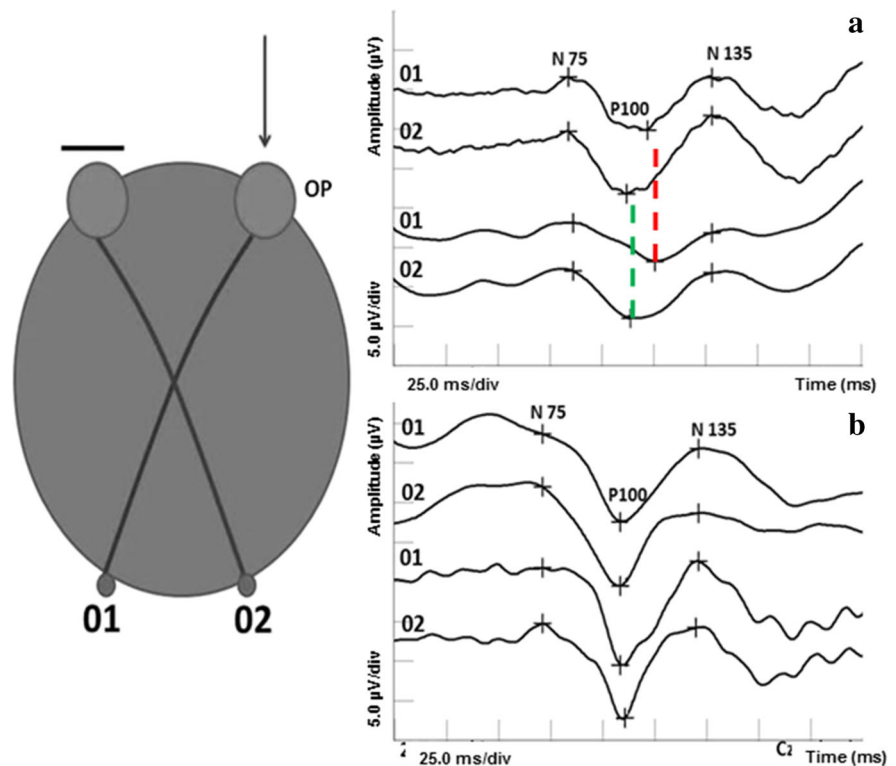 OP
01
02
a
Amplitude (µV)
5.0 µV/div
01
02
01
02
N 75
P100
N 135
25.0 ms/div
Time (ms)
b
Amplitude (µV)
5.0 µV/div
01
02
01
02
N 75
P100
N 135
25.0 ms/div
Time (ms)